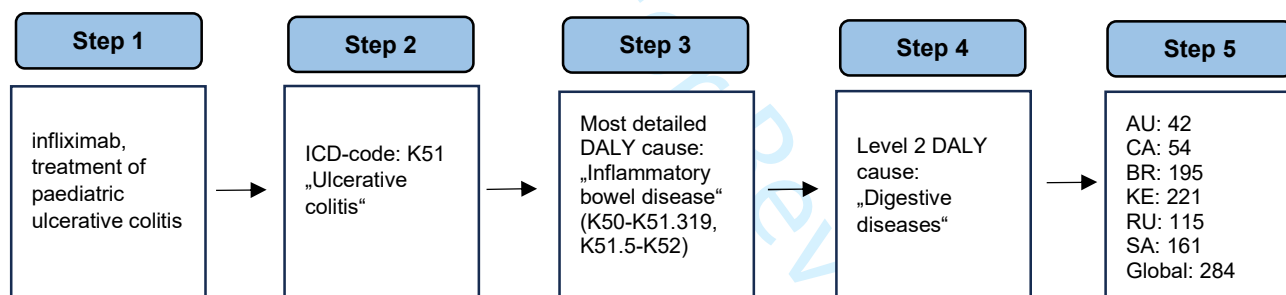 Step 1
Step 2
Step 3
Step 4
Step 5
infliximab,
treatment of
paediatric
ulcerative colitis
ICD-code: K51
„Ulcerative
colitis“
Most detailed
DALY cause:
„Inflammatory
bowel disease“
(K50-K51.319,
K51.5-K52)
Level 2 DALY
cause:
„Digestive
diseases“
AU: 42
CA: 54
BR: 195
KE: 221
RU: 115
SA: 161
Global: 284